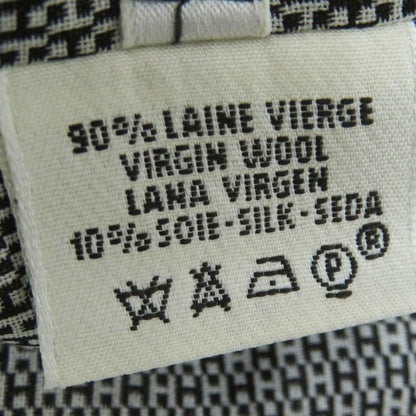 90% LAINE VIERGE
VIRGIN WOOL
LANA VIRGEN
10% SOIE-SILK-SEDA
P ®